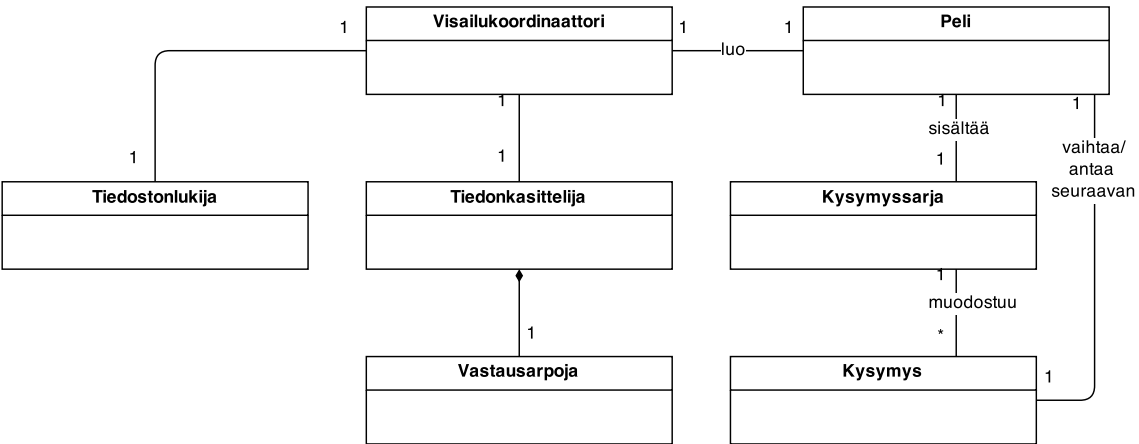 Visailukoordinaattori
Peli
1
1
luo
1
1
1
1
sisältää
vaihtaa/
antaa
seuraavan
1
1
1
Tiedostonlukija
Tiedonkasittelija
Kysymyssarja
1
muodostuu
1
*
Vastausarpoja
Kysymys
1